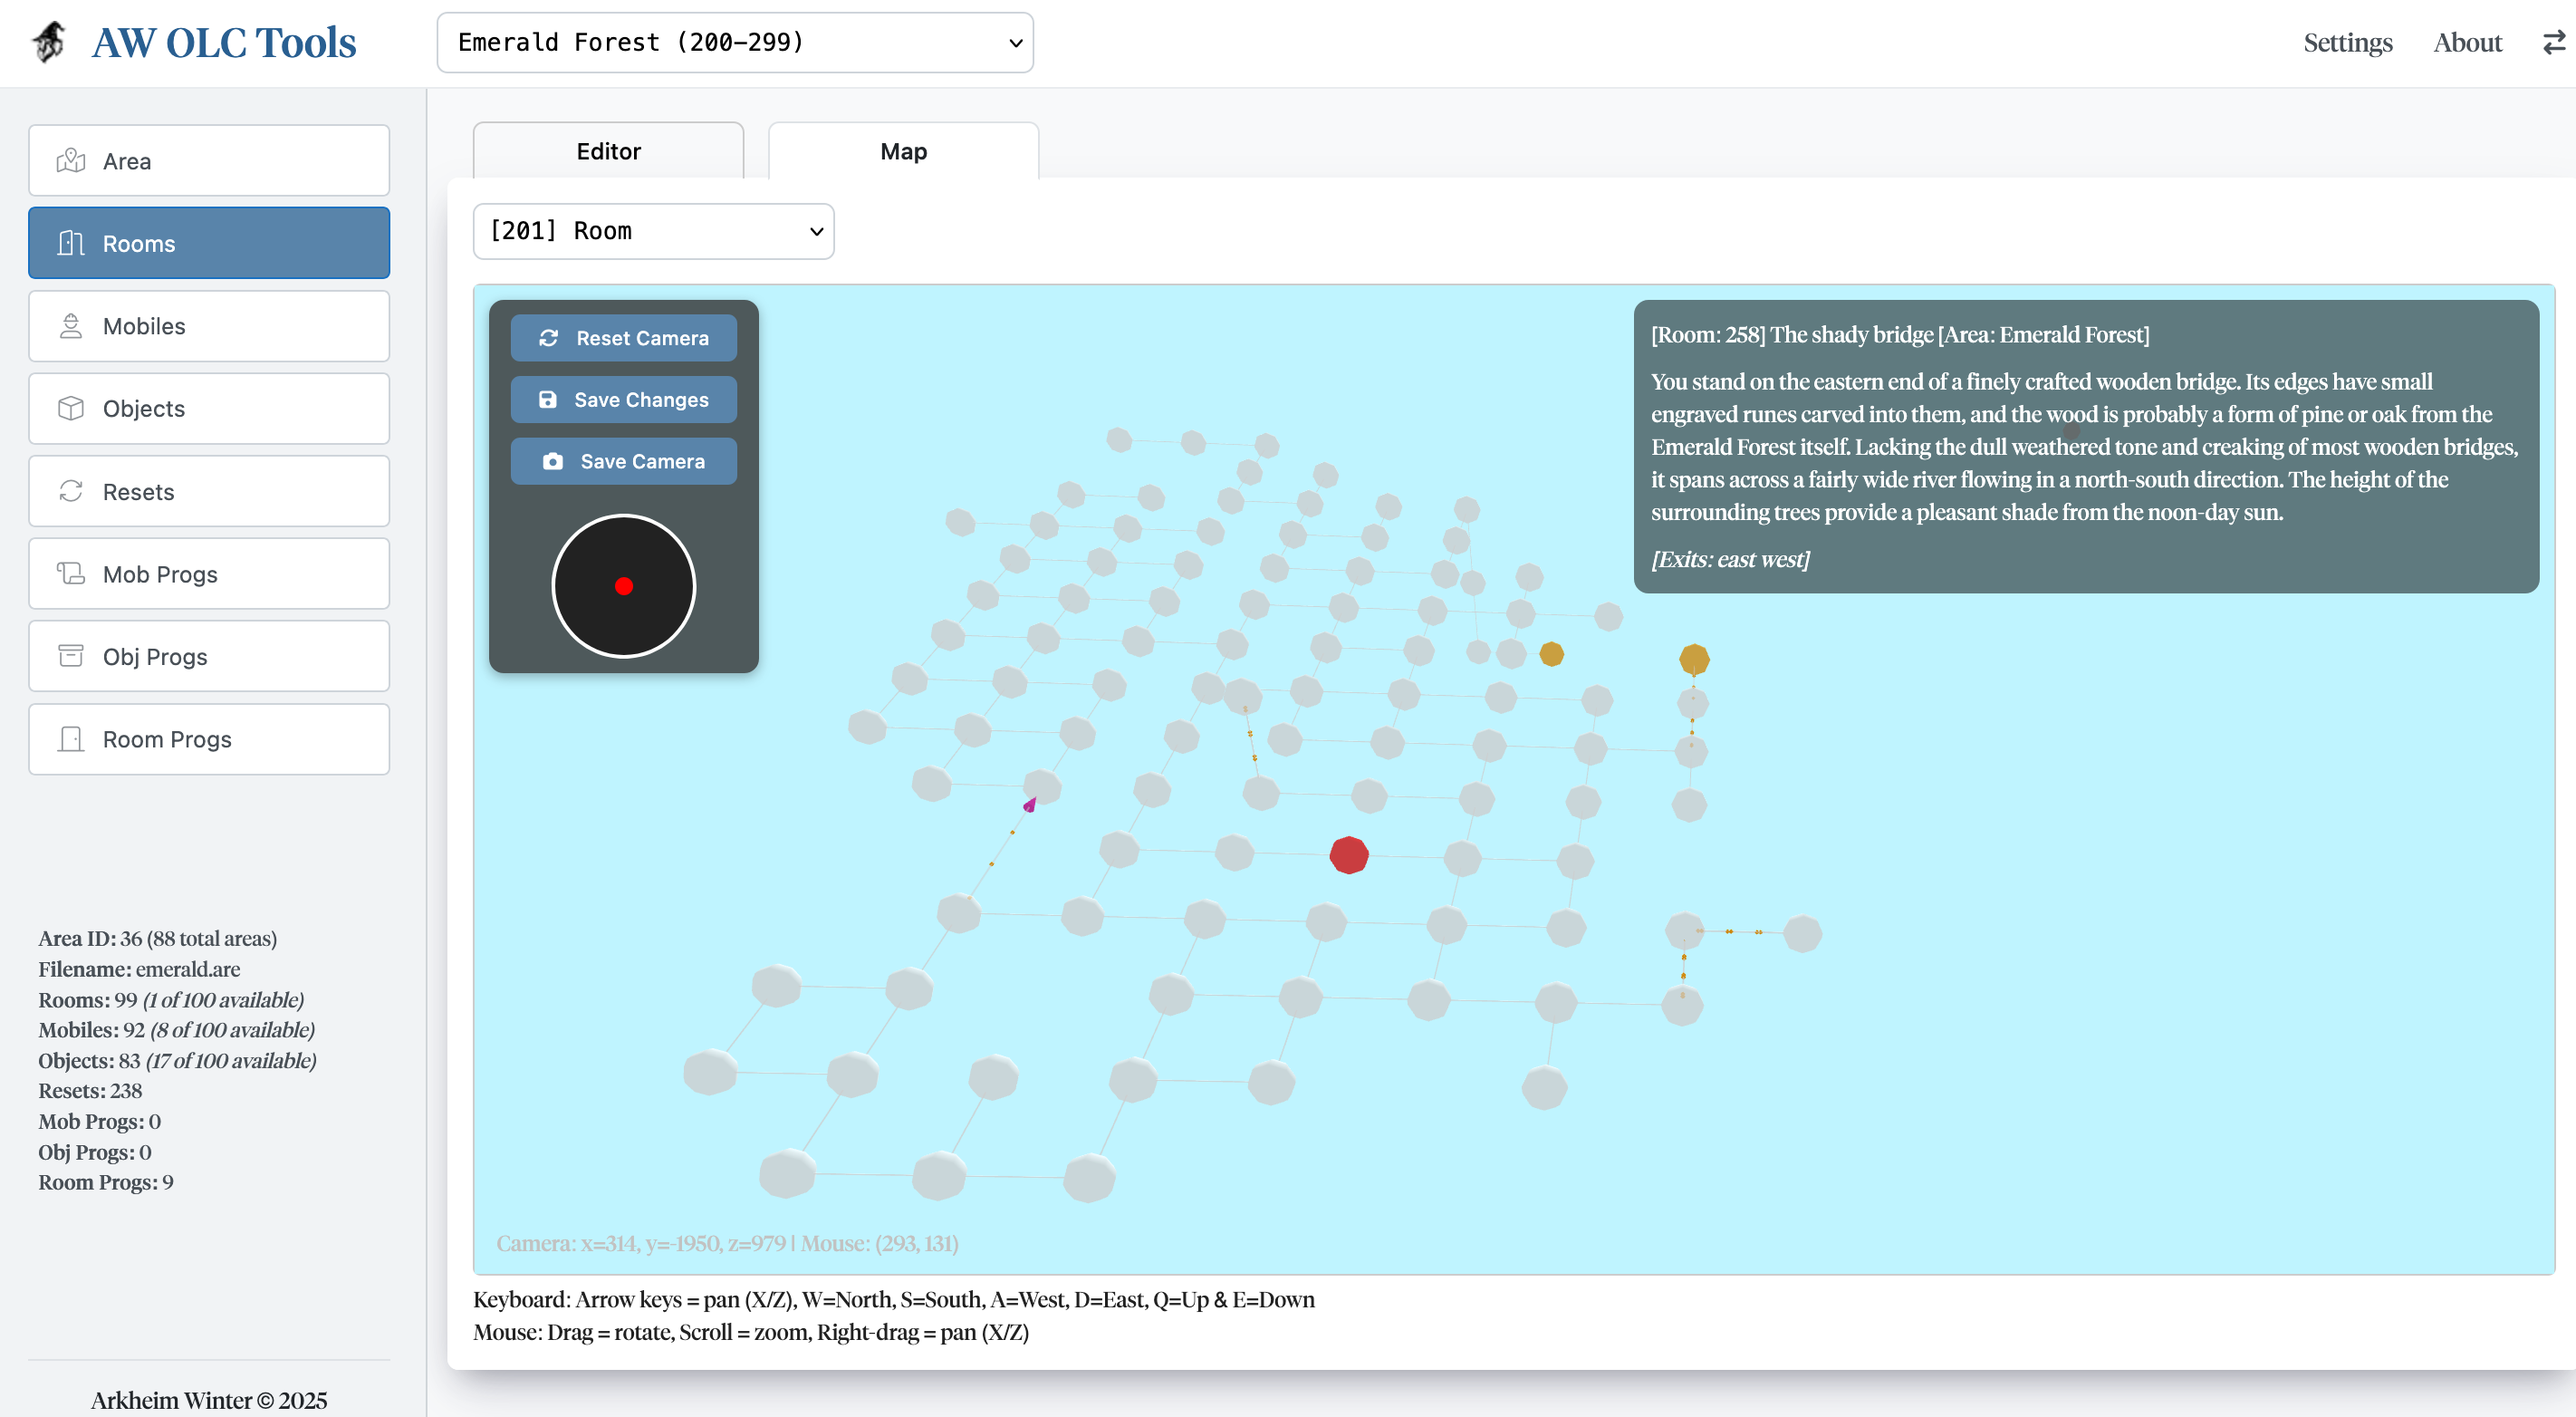 AW OLC Tools
Emerald Forest (200-299)
Settings
About
Area
Rooms
Mobiles
Objects
Resets
Mob Progs
Obj Progs
Room Progs
Area ID: 36 (88 total areas)
Filename: emerald.are
Rooms: 99 (1 of 100 available)
Mobiles: 92 (8 of 100 available)
Objects: 83 (17 of 100 available)
Resets: 238
Mob Progs: 0
Obj Progs: 0
Room Progs: 9
Arkheim Winter © 2025
Editor
Map
[201] Room
Reset Camera
Save Changes
Save Camera
[Room: 258] The shady bridge [Area: Emerald Forest]
You stand on the eastern end of a finely crafted wooden bridge. Its edges have small
engraved runes carved into them, and the wood is probably a form of pine or oak from the
Emerald Forest itself. Lacking the dull weathered tone and creaking of most wooden bridges,
it spans across a fairly wide river flowing in a north-south direction. The height of the
surrounding trees provide a pleasant shade from the noon-day sun.
[Exits: east west]
Camera: x=314, y=-1950, z=979 | Mouse: (293, 131)
Keyboard: Arrow keys = pan (X/Z), W=North, S=South, A=West, D=East, Q=Up & E=Down
Mouse: Drag = rotate, Scroll = zoom, Right-drag = pan (X/Z)